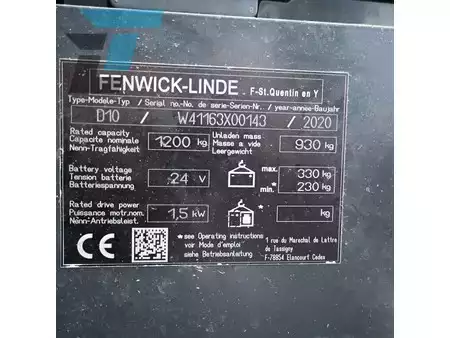 FENWICK-LINDE . F-St.Quentin en Y
Type-Modele-Typ / Serial no.-No. de serie-Serien-Nr. / year-annee-Baujahr
D10 / W41163X00143 / 2020
Rated capacity
Capacite nominale 1200 kg
Nenn-Tragfähigkeit
Unladen mass
Masse a vide 930 kg
Leergewicht
Battery voltage
Tension batterie 24 v
Batteriespannung
max. 330 kg
min.* 230 kg
Rated drive power
Puissance motr.nom. 1,5 kW
Nenn-Antriebsleist.
* kg
CE
*see Operating instructions
voir Mode d'emploi
siehe Betriebsanleitung
1 rue du Marechal de Lattre
de Tassigny
F-78854 Elancourt Cedex